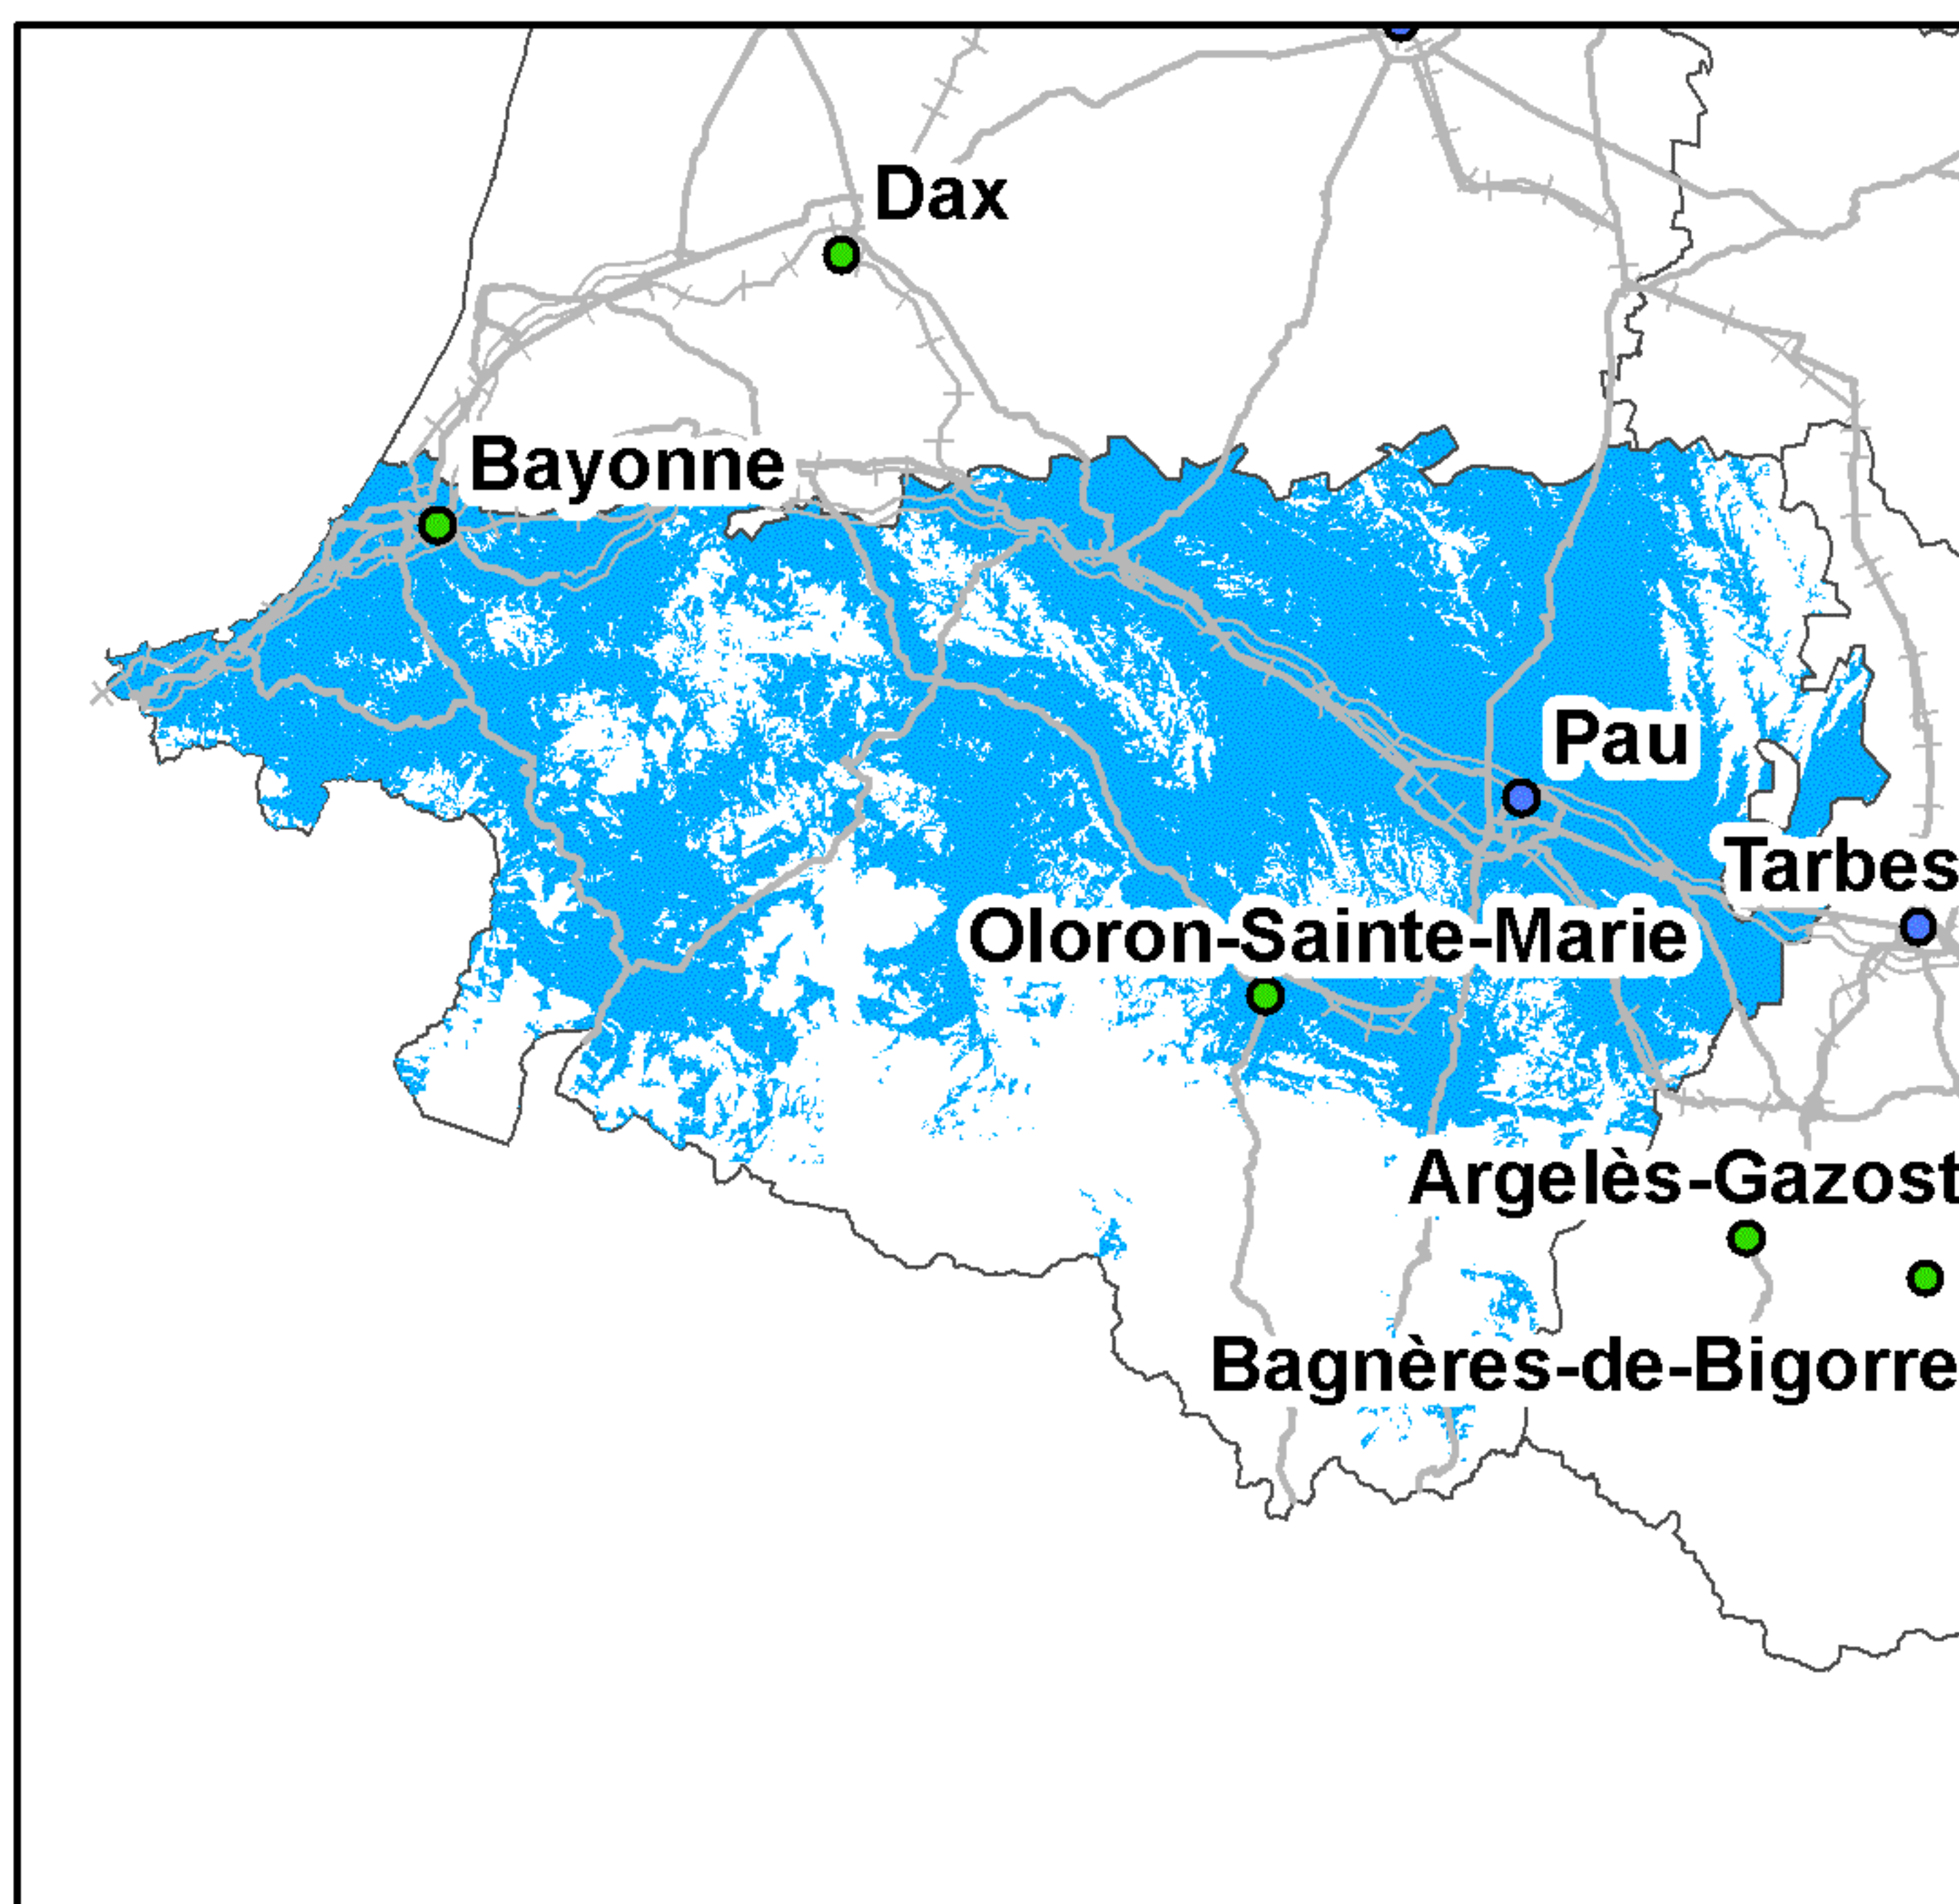 Dax
Bayonne
Pau
Tarbes
Oloron-Sainte-Marie
Argelès-Gazost
Bagnères-de-Bigorre